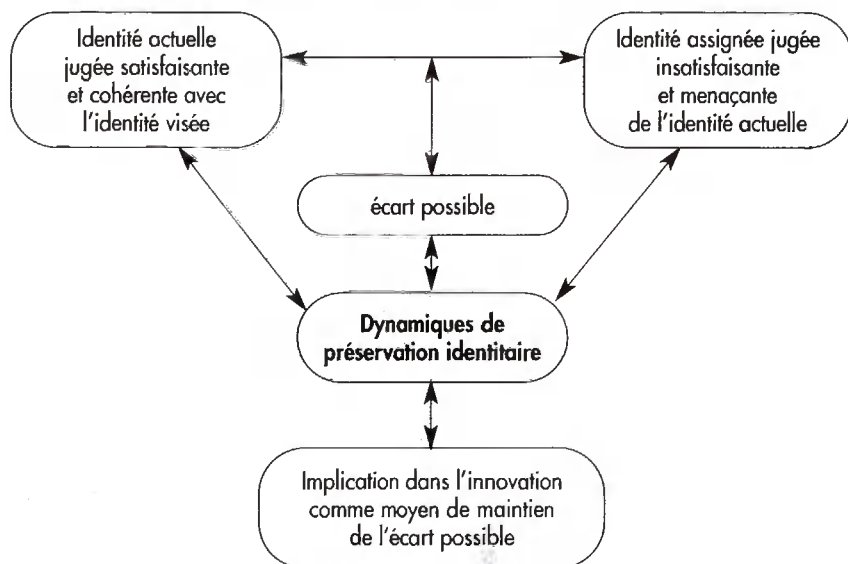 Identité actuelle
jugée satisfaisante
et cohérente avec
l'identité visée
Identité assignée jugée
insatisfaisante
et menaçante
de l'identité actuelle
écart possible
Dynamiques de
préservation identitaire
Implication dans l'innovation
comme moyen de maintien
de l'écart possible